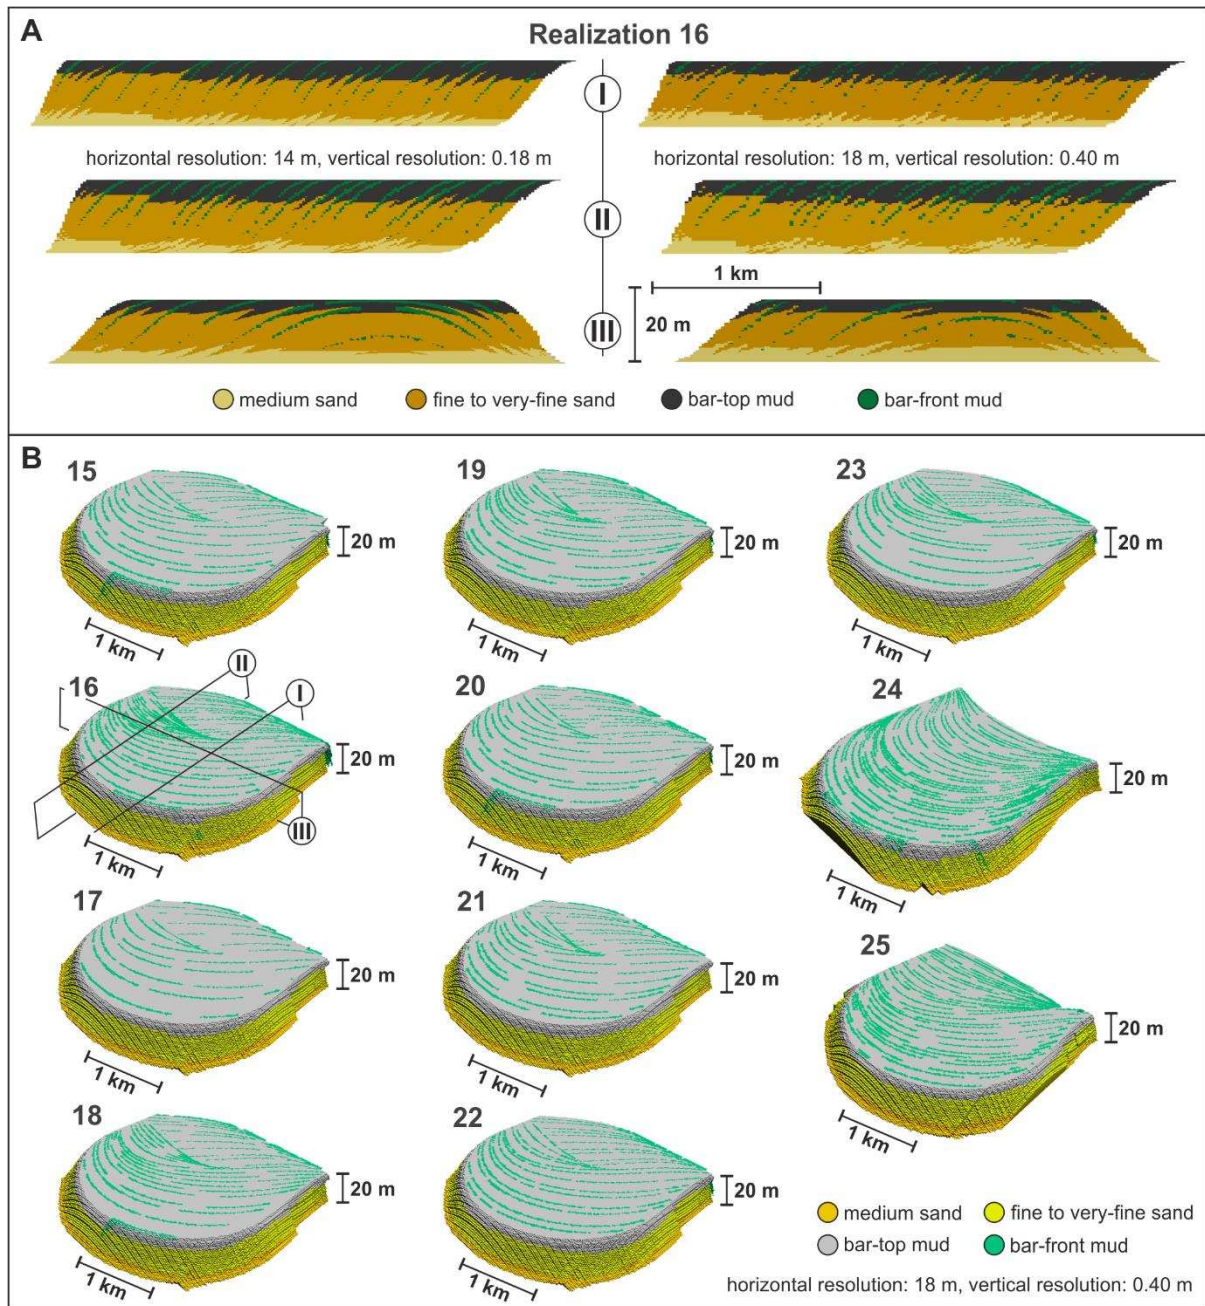 A
Realization 16
I
horizontal resolution: 14 m, vertical resolution: 0.18 m
horizontal resolution: 18 m, vertical resolution: 0.40 m
II
1 km
20 m
III
medium sand
fine to very-fine sand
bar-top mud
bar-front mud
B
15
20 m
1 km
19
20 m
1 km
23
20 m
1 km
16
II
I
20 m
III
1 km
20
20 m
1 km
24
20 m
1 km
17
20 m
1 km
21
20 m
1 km
25
20 m
1 km
18
20 m
1 km
22
20 m
1 km
medium sand
fine to very-fine sand
bar-top mud
bar-front mud
horizontal resolution: 18 m, vertical resolution: 0.40 m